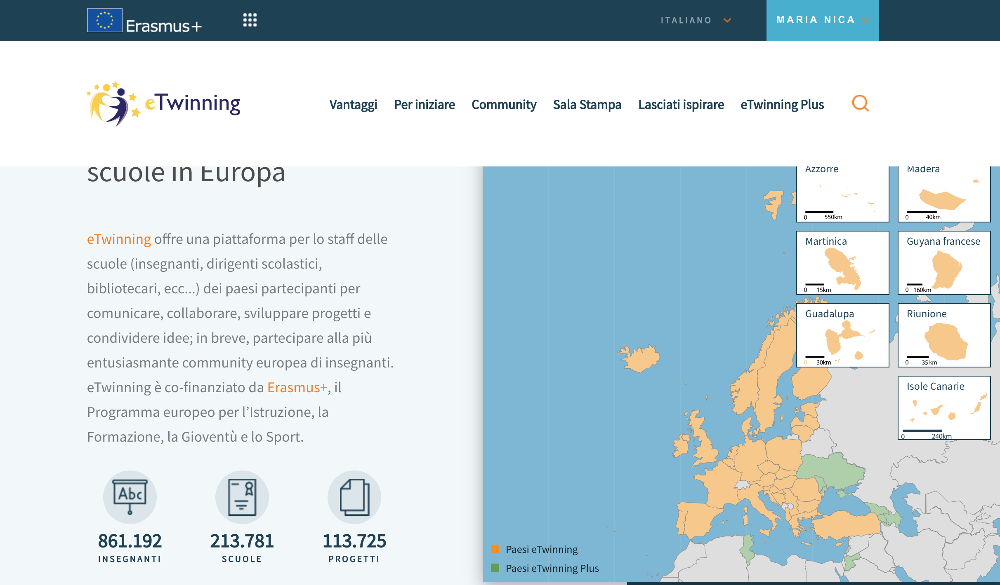 Erasmus+
ITALIANO
MARIA NICA
eTwinning
Vantaggi
Per iniziare
Community
Sala Stampa
Lasciati ispirare
eTwinning Plus
scuole in Europa
eTwinning offre una piattaforma per lo staff delle
scuole (insegnanti, dirigenti scolastici,
bibliotecari, ecc...) dei paesi partecipanti per
comunicare, collaborare, sviluppare progetti e
condividere idee; in breve, partecipare alla più
entusiasmante community europea di insegnanti.
eTwinning è co-finanziato da Erasmus+, il
Programma europeo per l’Istruzione, la
Formazione, la Gioventù e lo Sport.
Abc
861.192
INSEGNANTI
213.781
SCUOLE
113.725
PROGETTI
Azzorre
0 550km
Madera
0 40km
Martinica
0 15km
Guyana francese
0 160km
Guadalupa
0 30km
Riunione
0 35 km
Isole Canarie
0 240km
Paesi eTwinning
Paesi eTwinning Plus